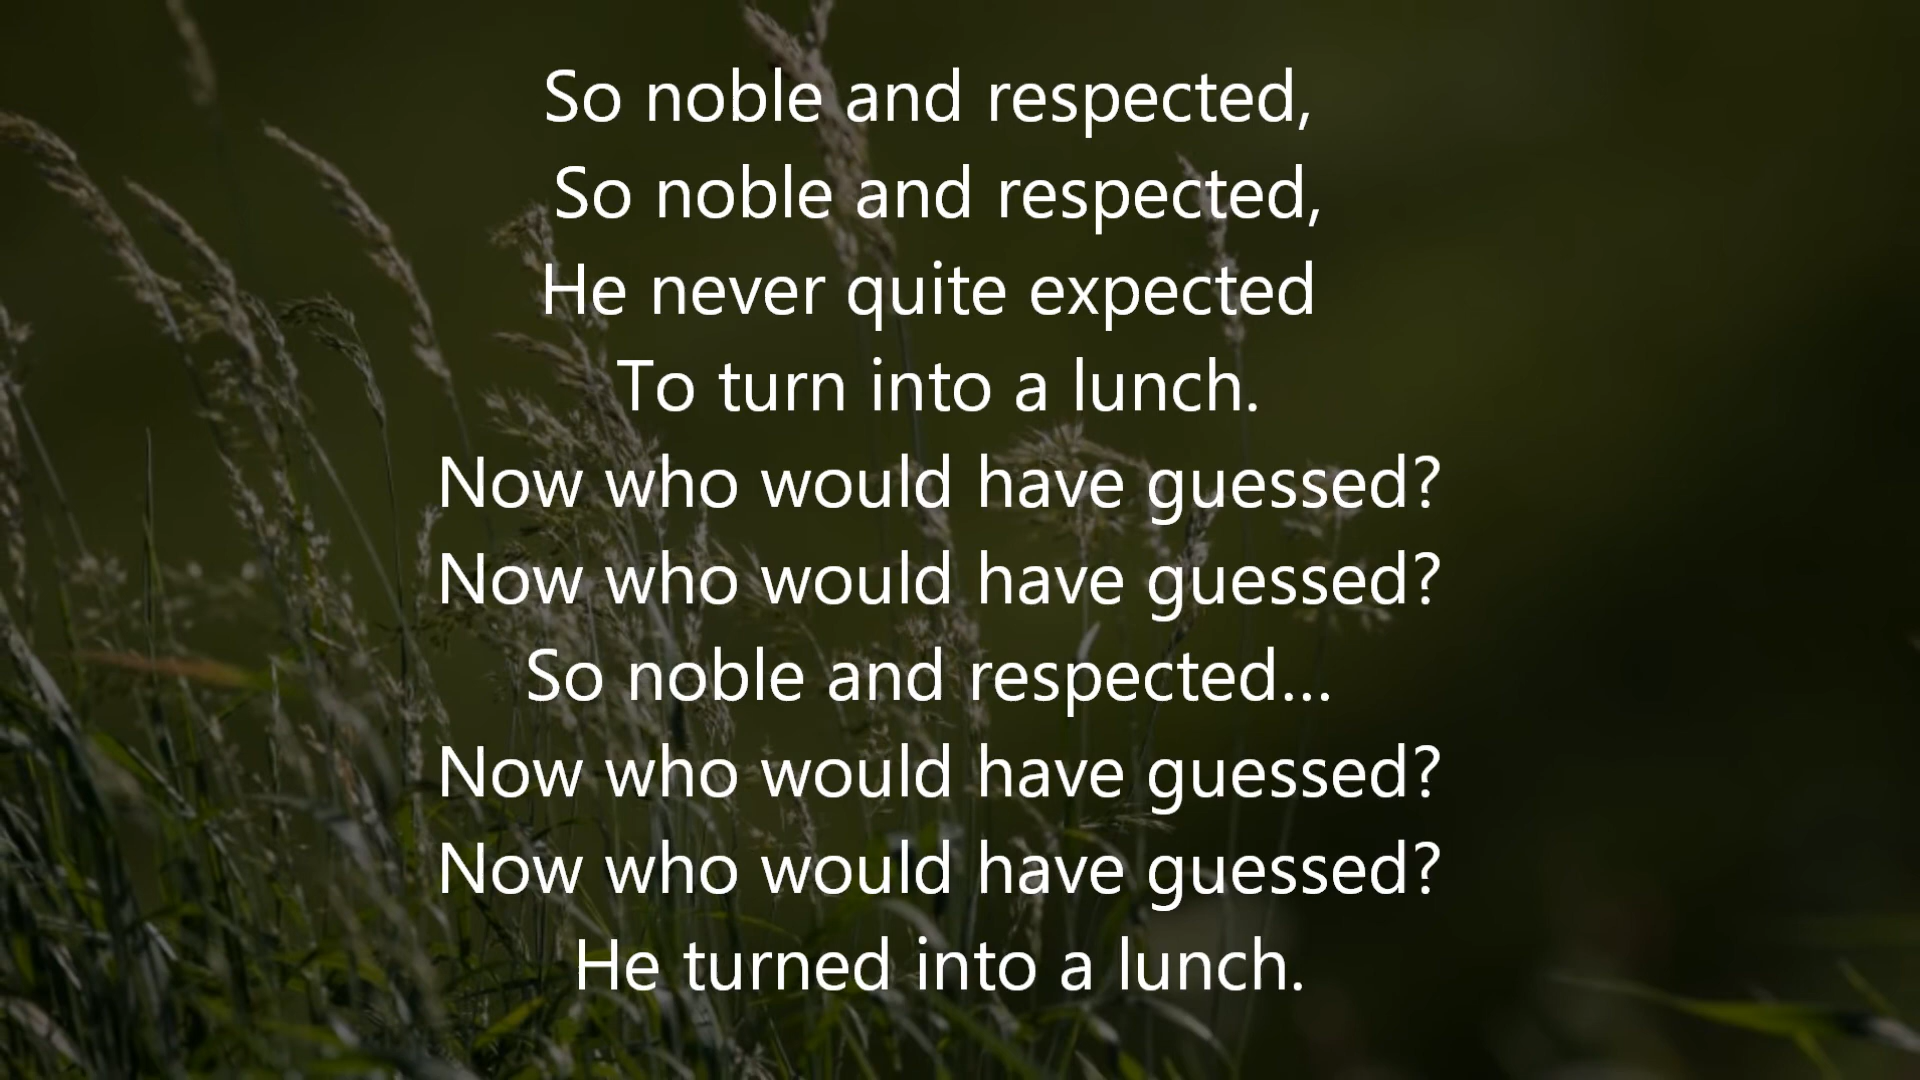 So noble and respected,
So noble and respected,
He never quite expected
To turn into a lunch.
Now who would have guessed?
Now who would have guessed?
So noble and respected...
Now who would have guessed?
Now who would have guessed?
He turned into a lunch.